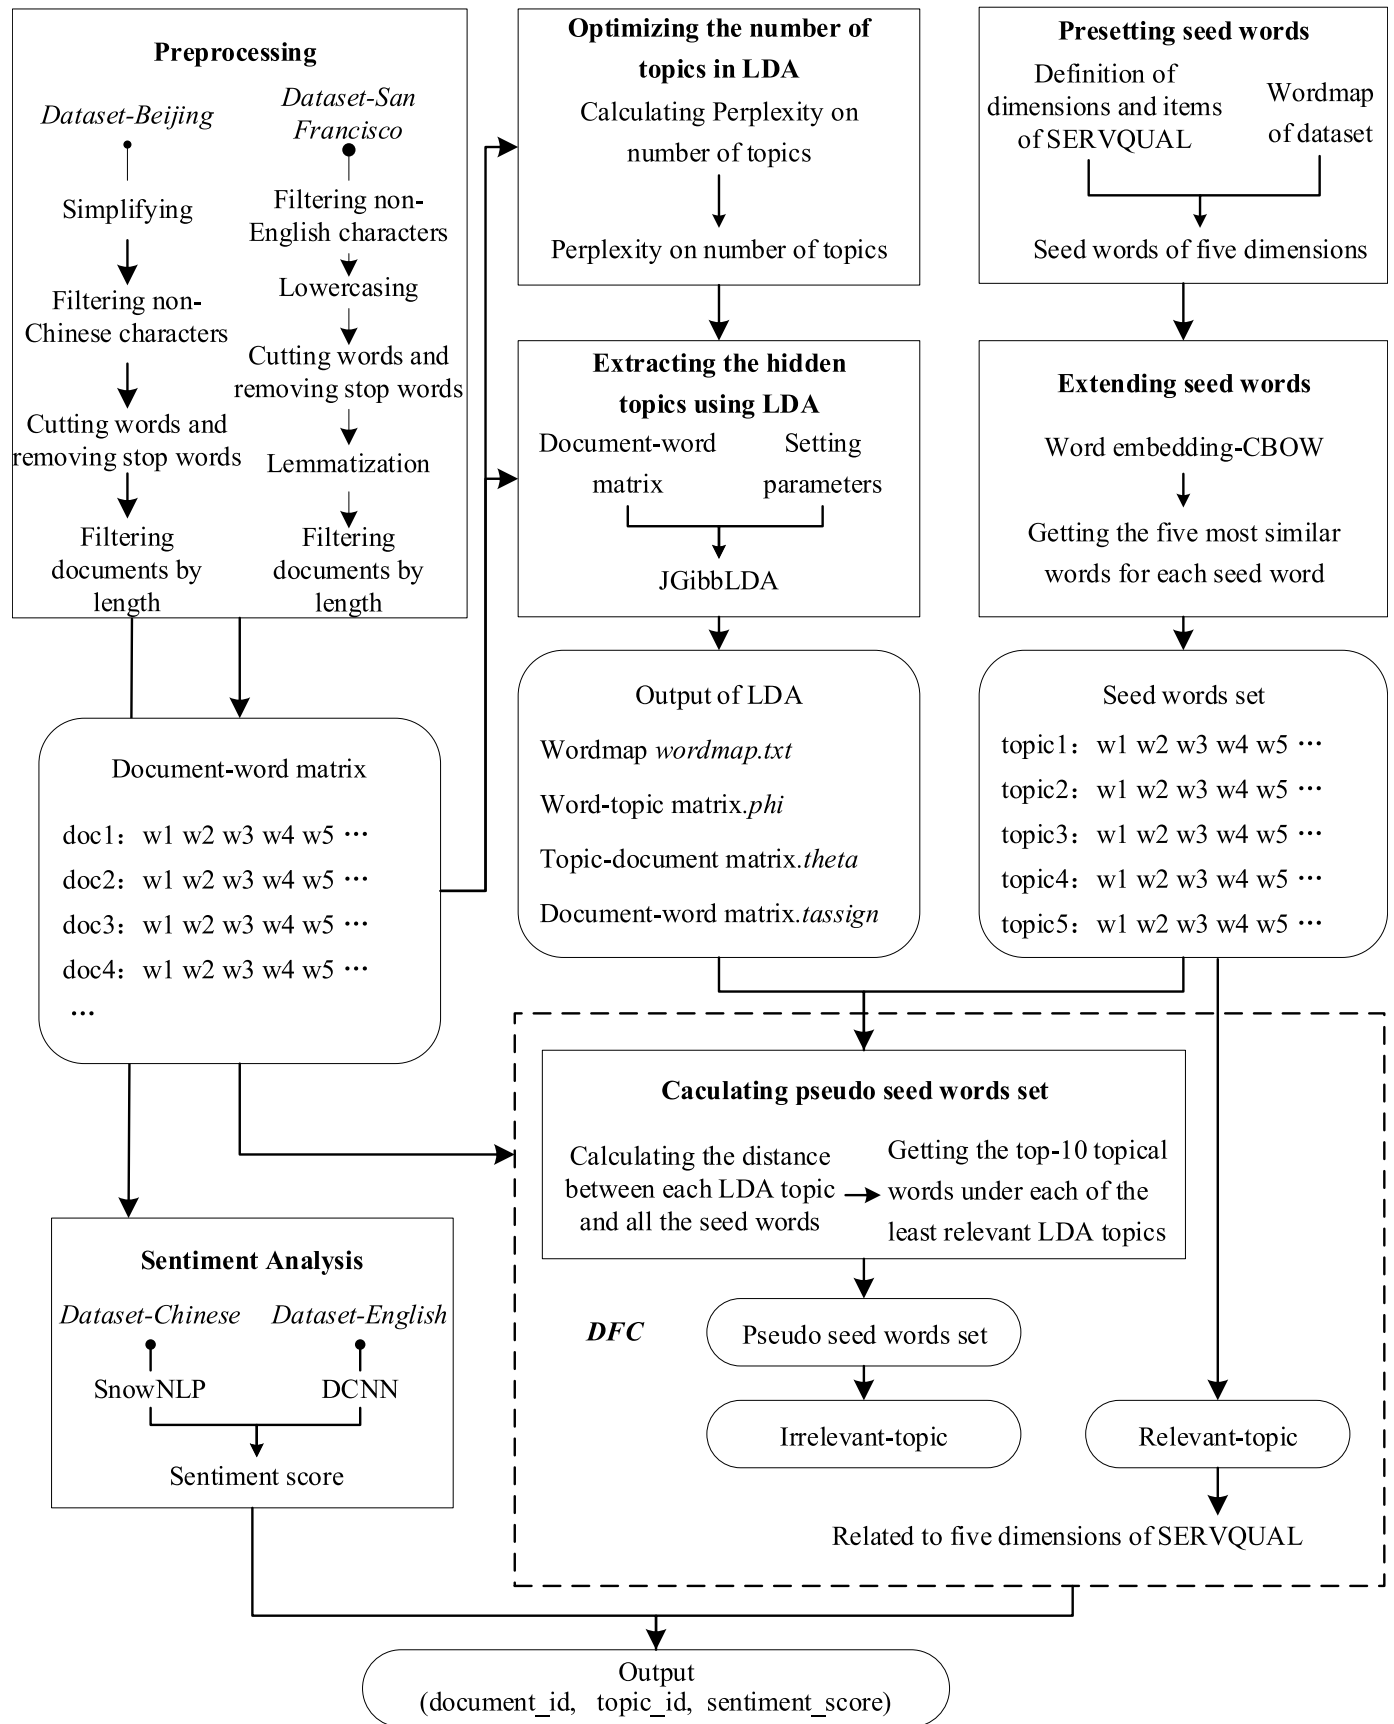 Preprocessing
Dataset-Beijing
Simplifying
Filtering non-
Chinese characters
Cutting words and
removing stop words
Filtering
documents by
length
Dataset-San
Francisco
Filtering non-
English characters
Lowercasing
Cutting words and
removing stop words
Lemmatization
Filtering
documents by
length
Document-word matrix
doc1: w1 w2 w3 w4 w5 ···
doc2: w1 w2 w3 w4 w5 ···
doc3: w1 w2 w3 w4 w5 ···
doc4: w1 w2 w3 w4 w5 ···
···
Sentiment Analysis
Dataset-Chinese
SnowNLP
Dataset-English
DCNN
Sentiment score
Optimizing the number of
topics in LDA
Calculating Perplexity on
number of topics
Perplexity on number of topics
Extracting the hidden
topics using LDA
Document-word
matrix
Setting
parameters
JGibbLDA
Output of LDA
Wordmap wordmap.txt
Word-topic matrix.phi
Topic-document matrix.theta
Document-word matrix.tassign
Presetting seed words
Definition of
dimensions and items
of SERVQUAL
Wordmap
of dataset
Seed words of five dimensions
Extending seed words
Word embedding-CBOW
Getting the five most similar
words for each seed word
Seed words set
topic1: w1 w2 w3 w4 w5 ···
topic2: w1 w2 w3 w4 w5 ···
topic3: w1 w2 w3 w4 w5 ···
topic4: w1 w2 w3 w4 w5 ···
topic5: w1 w2 w3 w4 w5 ···
Caculating pseudo seed words set
Calculating the distance
between each LDA topic
and all the seed words
Getting the top-10 topical
words under each of the
least relevant LDA topics
DFC
Pseudo seed words set
Irrelevant-topic
Relevant-topic
Related to five dimensions of SERVQUAL
Output
(document_id, topic_id, sentiment_score)